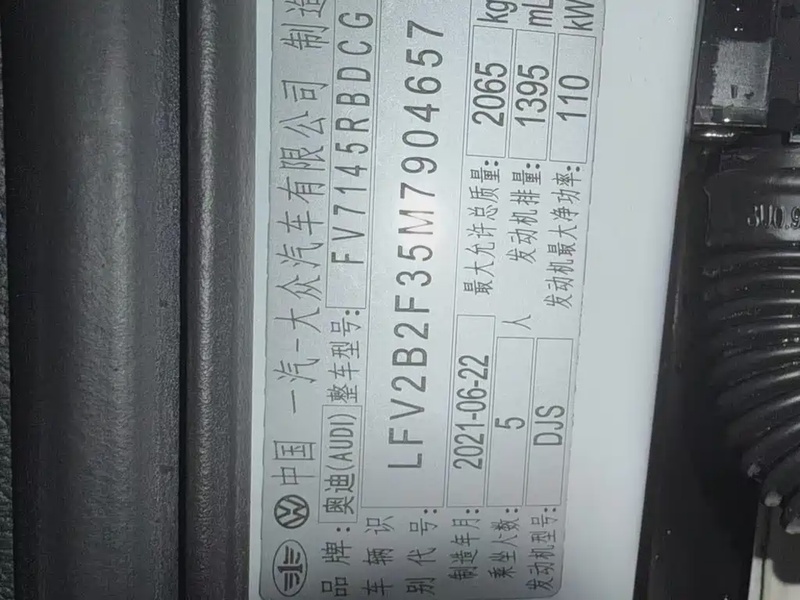 中国 一汽-大众汽车有限公司 制造
品牌: 奥迪(AUDI) 整车型号: FV7145RBDCG
车辆识别代号: LFV2B2F35M7904657
制造年月: 2021-06-22 最大允许总质量: 2065 kg
乘坐人数: 5 人 发动机排量: 1395 mL
发动机型号: DJS 发动机最大净功率: 110 kW